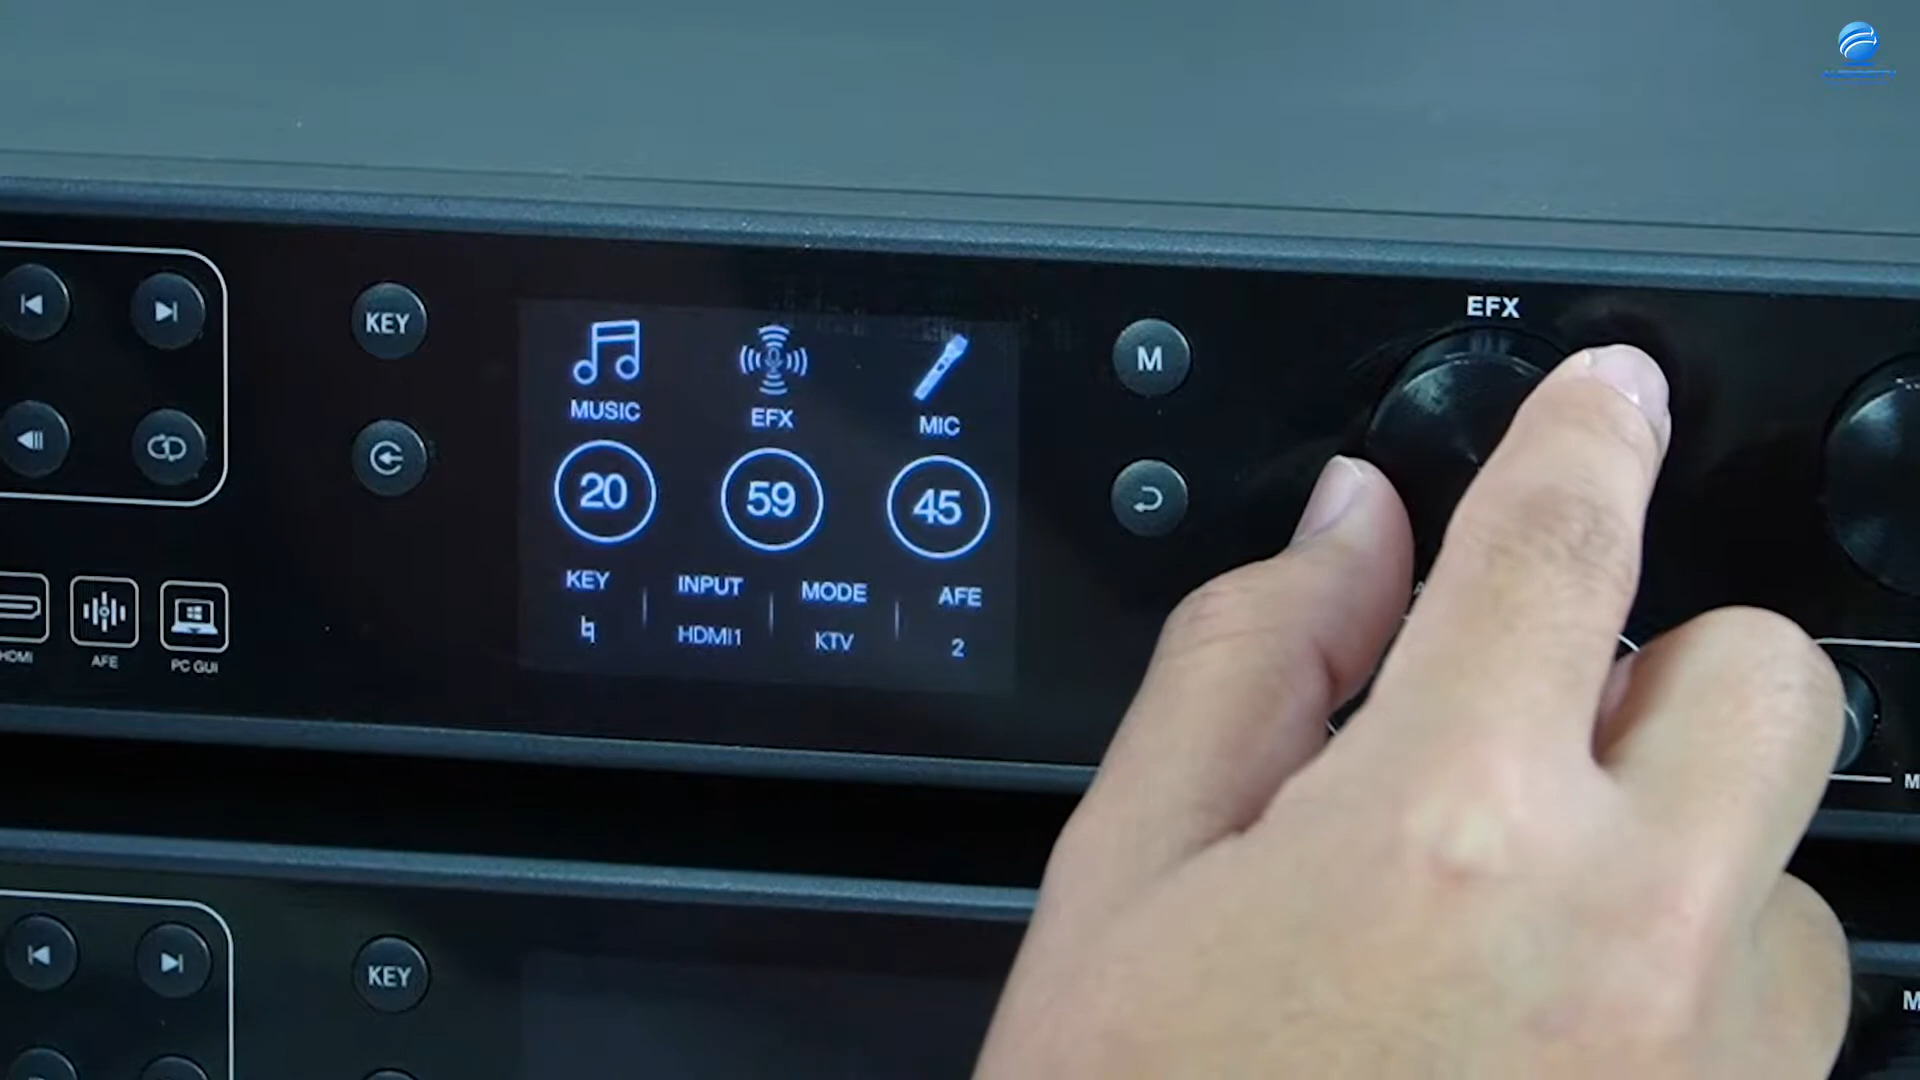 EFX
KEY
M
MUSIC EFX MIC
20 59 45
KEY INPUT MODE AFE
♮ HDMI1 KTV 2
HDMI AFE PC GUI
KEY